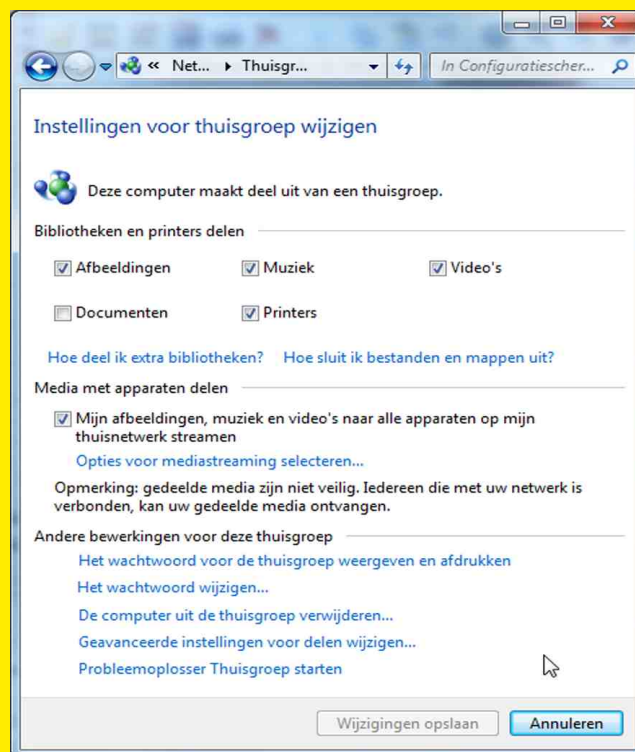 « Net... Thuisgr... In Configuratiescher...
Instellingen voor thuisgroep wijzigen
Deze computer maakt deel uit van een thuisgroep.
Bibliotheken en printers delen
Afbeeldingen Muziek Video's
Documenten Printers
Hoe deel ik extra bibliotheken? Hoe sluit ik bestanden en mappen uit?
Media met apparaten delen
Mijn afbeeldingen, muziek en video's naar alle apparaten op mijn
thuisnetwerk streamen
Opties voor mediastreaming selecteren...
Opmerking: gedeelde media zijn niet veilig. Iedereen die met uw netwerk is
verbonden, kan uw gedeelde media ontvangen.
Andere bewerkingen voor deze thuisgroep
Het wachtwoord voor de thuisgroep weergeven en afdrukken
Het wachtwoord wijzigen...
De computer uit de thuisgroep verwijderen...
Geavanceerde instellingen voor delen wijzigen...
Probleemoplosser Thuisgroep starten
Wijzigingen opslaan Annuleren